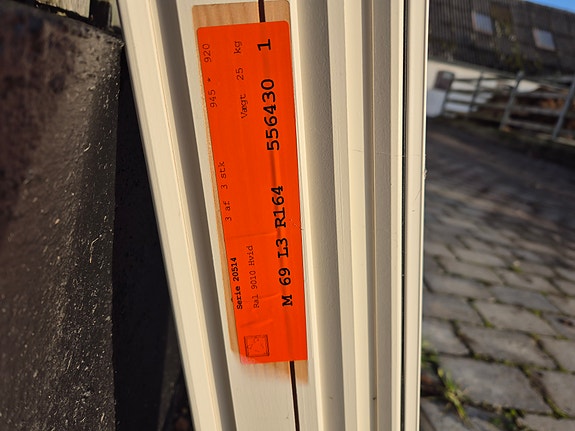 Serie 20514 3 af 3 stk 945 * 920
Ral 9010 Hvid Vægt 25 kg
M 69 L3 R164 556430 1